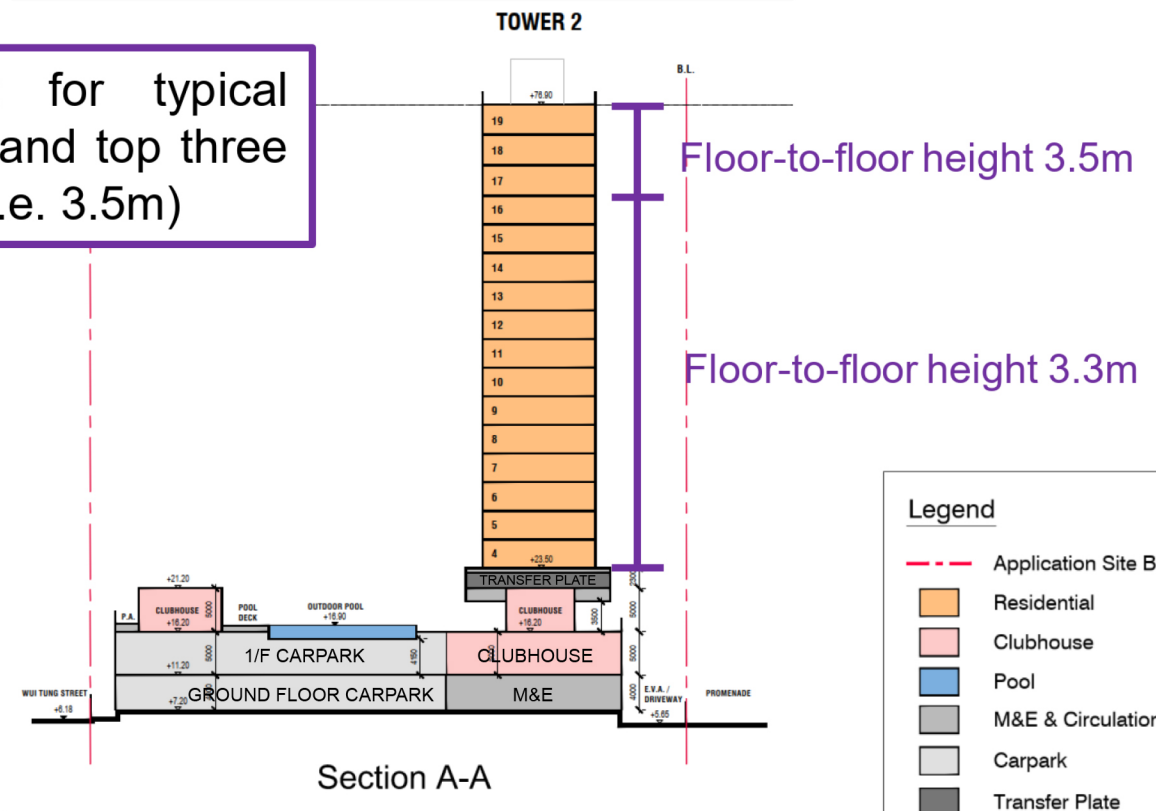 TOWER 2
for typical
and top three
.e. 3.5m)
B.L.
+76.90
19
18
17
16
15
14
13
12
11
10
9
8
7
6
5
4
+23.50
Floor-to-floor height 3.5m
Floor-to-floor height 3.3m
TRANSFER PLATE
2300
+21.20
CLUBHOUSE
+16.20
5000
P.A.
POOL
DECK
OUTDOOR POOL
+16.90
CLUBHOUSE
+16.20
3500
5000
1/F CARPARK
+11.20
5000
4150
CLUBHOUSE
5000
GROUND FLOOR CARPARK
+7.20
M&E
4000
WUI TUNG STREET
+6.18
E.V.A. /
DRIVEWAY
PROMENADE
+5.65
Section A-A
Legend
Application Site B
Residential
Clubhouse
Pool
M&E & Circulation
Carpark
Transfer Plate